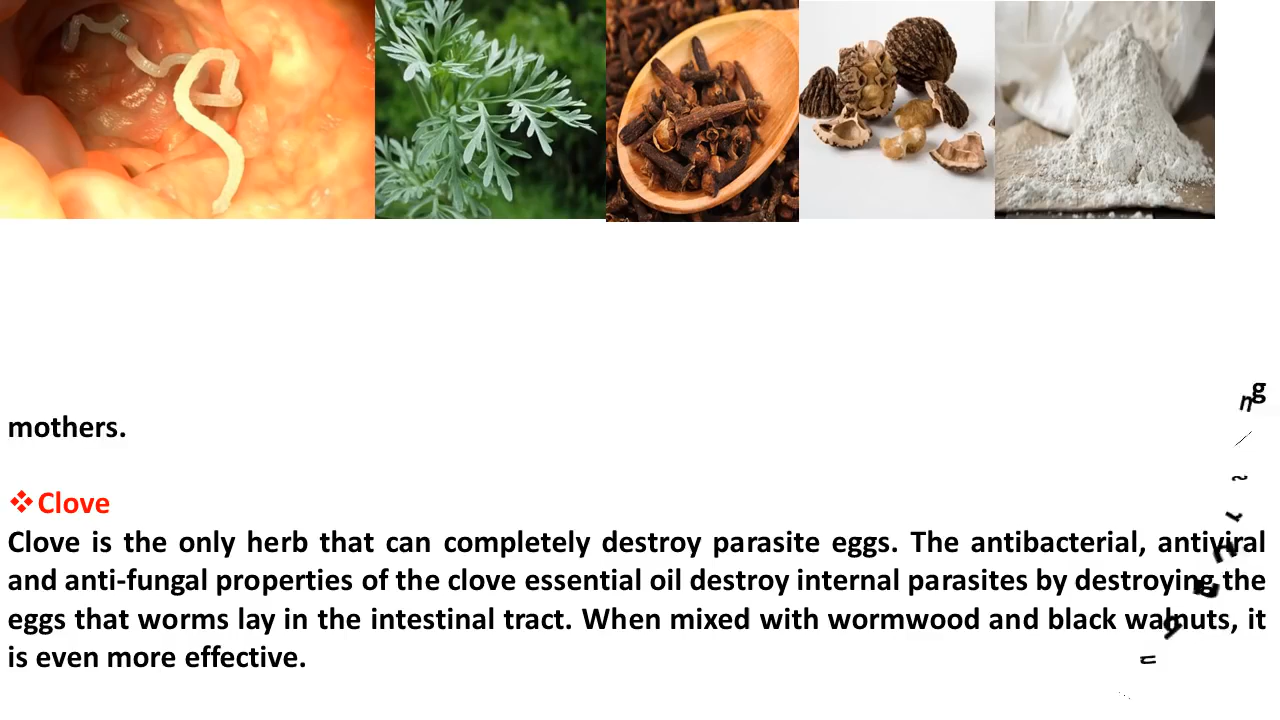 mothers.
❖Clove
Clove is the only herb that can completely destroy parasite eggs. The antibacterial, antiviral
and anti-fungal properties of the clove essential oil destroy internal parasites by destroying the
eggs that worms lay in the intestinal tract. When mixed with wormwood and black walnuts, it
is even more effective.